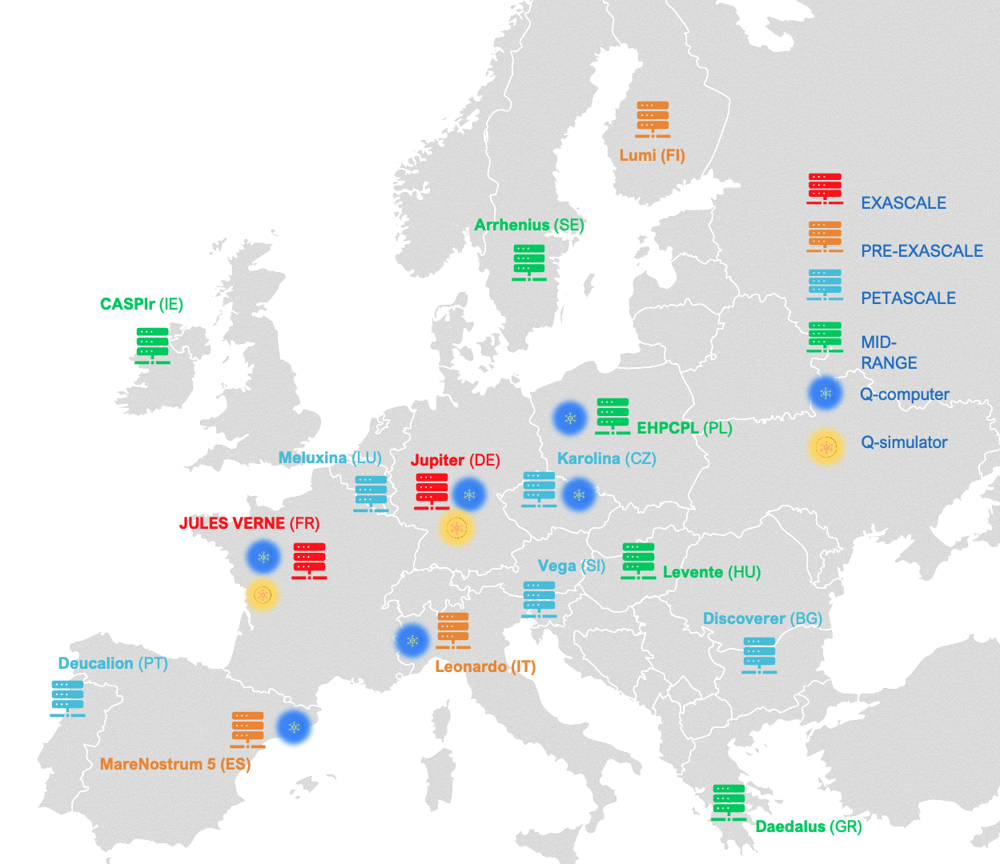 Lumi (FI)
EXASCALE
Arrhenius (SE)
PRE-EXASCALE
CASPIr (IE)
PETASCALE
MID-
RANGE
Q-computer
EHPCPL (PL)
Q-simulator
Meluxina (LU)
Jupiter (DE)
Karolina (CZ)
JULES VERNE (FR)
Vega (SI)
Levente (HU)
Discoverer (BG)
Deucalion (PT)
Leonardo (IT)
MareNostrum 5 (ES)
Daedalus (GR)